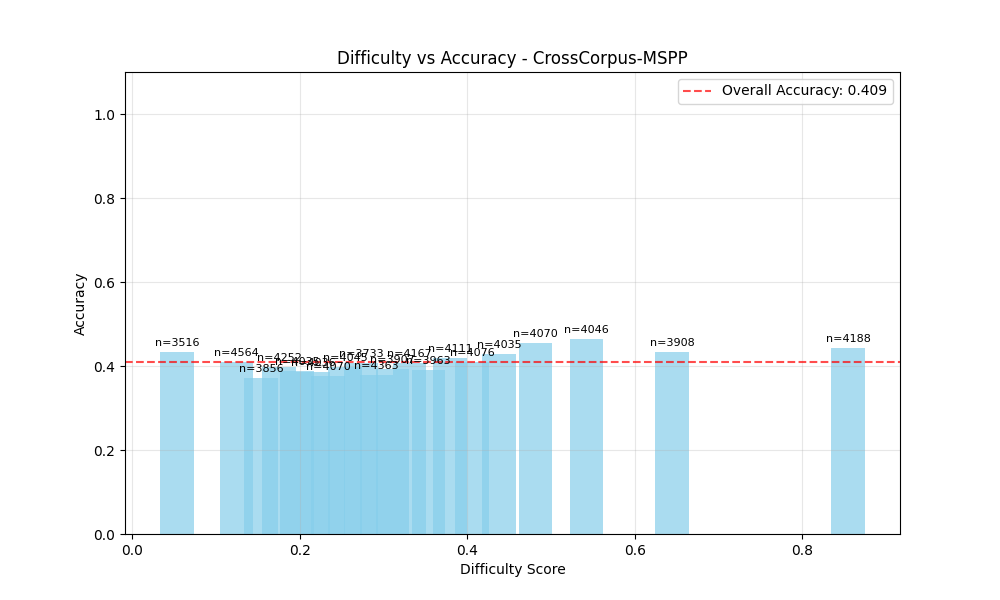 Difficulty vs Accuracy - CrossCorpus-MSPP
Overall Accuracy: 0.409
Accuracy
1.0
0.8
0.6
0.4
0.2
0.0
n=3516
n=4564
n=3856
n=4252
n=4070
n=4045
n=3733
n=4363
n=3907
n=4167
n=3963
n=4111
n=4076
n=4035
n=4070
n=4046
n=3908
n=4188
0.0
0.2
0.4
0.6
0.8
Difficulty Score